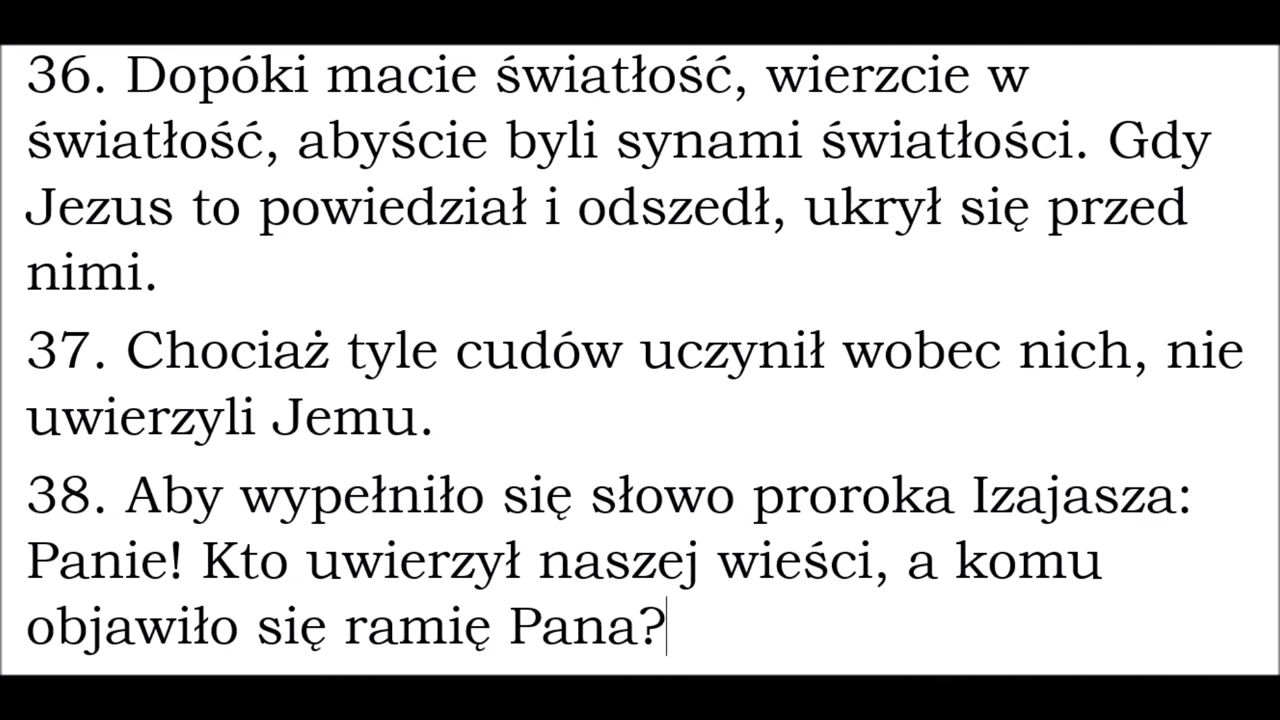 36. Dopóki macie światłość, wierzcie w
światłość, abyście byli synami światłości. Gdy
Jezus to powiedział i odszedł, ukrył się przed
nimi.
37. Chociaż tyle cudów uczynił wobec nich, nie
uwierzyli Jemu.
38. Aby wypełniło się słowo proroka Izajasza:
Panie! Kto uwierzył naszej wieści, a komu
objawiło się ramię Pana?